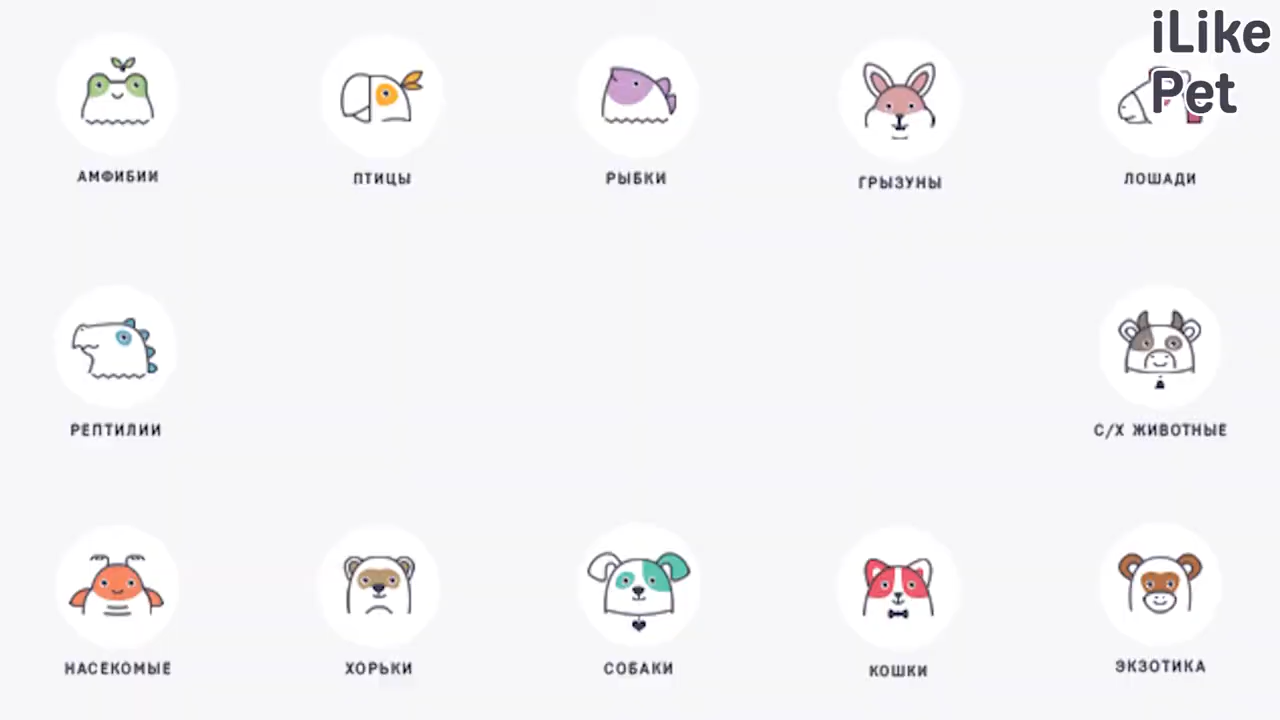 iLike
Pet
АМФИБИИ
ПТИЦЫ
РЫБКИ
ГРЫЗУНЫ
ЛОШАДИ
РЕПТИЛИИ
С/Х ЖИВОТНЫЕ
НАСЕКОМЫЕ
ХОРЬКИ
СОБАКИ
КОШКИ
ЭКЗОТИКА